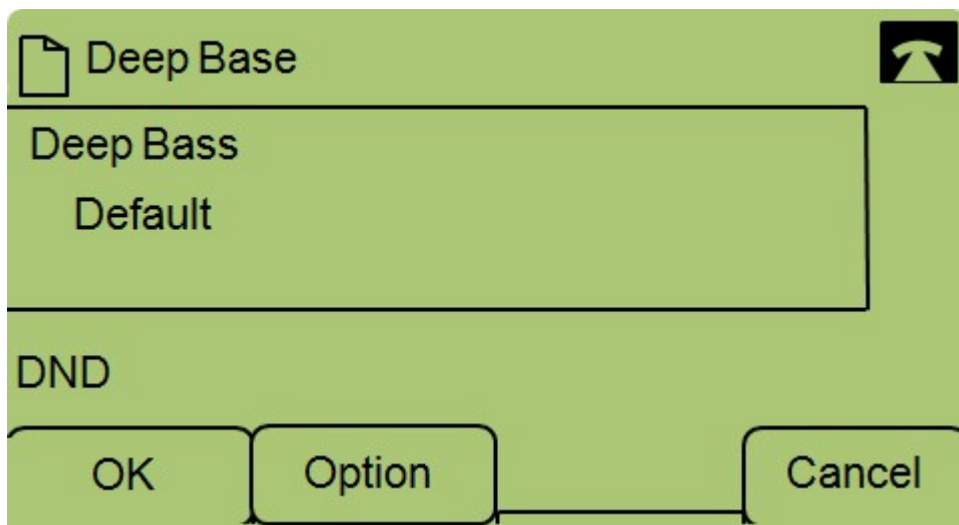 Deep Base
Deep Bass
Default
DND
OK Option Cancel